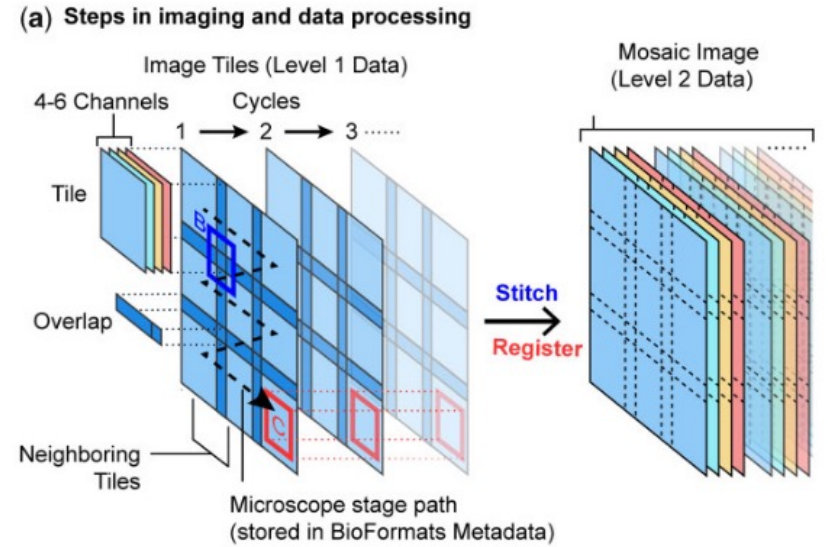 (a) Steps in imaging and data processing
Image Tiles (Level 1 Data)
Mosaic Image
(Level 2 Data)
4-6 Channels
Cycles
1
2
3 ......
......
Tile
B
Overlap
Stitch
Register
C
Neighboring
Tiles
Microscope stage path
(stored in BioFormats Metadata)